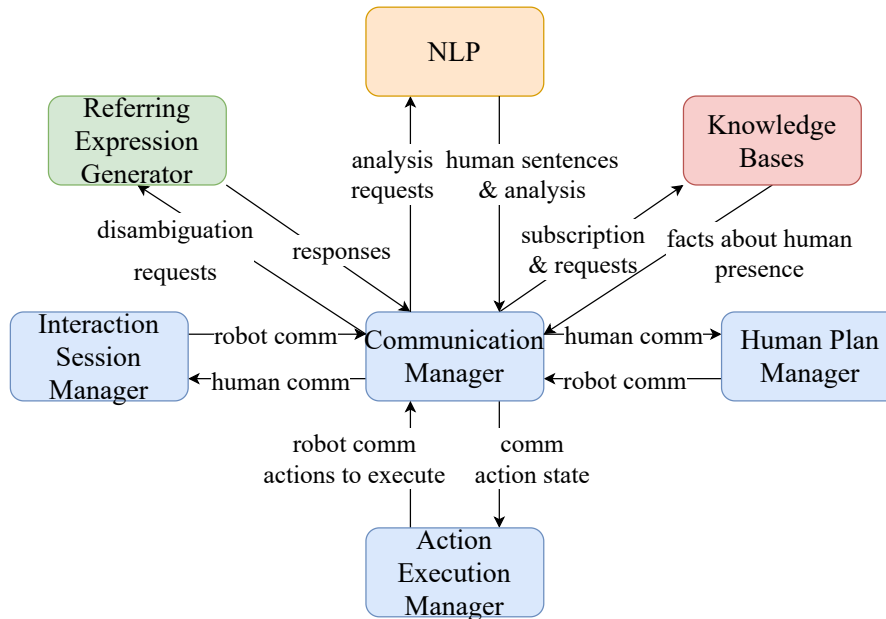 NLP
Referring
Expression
Generator
Knowledge
Bases
analysis
requests
human sentences
& analysis
disambiguation
requests
responses
subscription
& requests
facts about human
presence
Interaction
Session
Manager
robot comm
human comm
Communication
Manager
human comm
robot comm
Human Plan
Manager
robot comm
actions to execute
comm
action state
Action
Execution
Manager